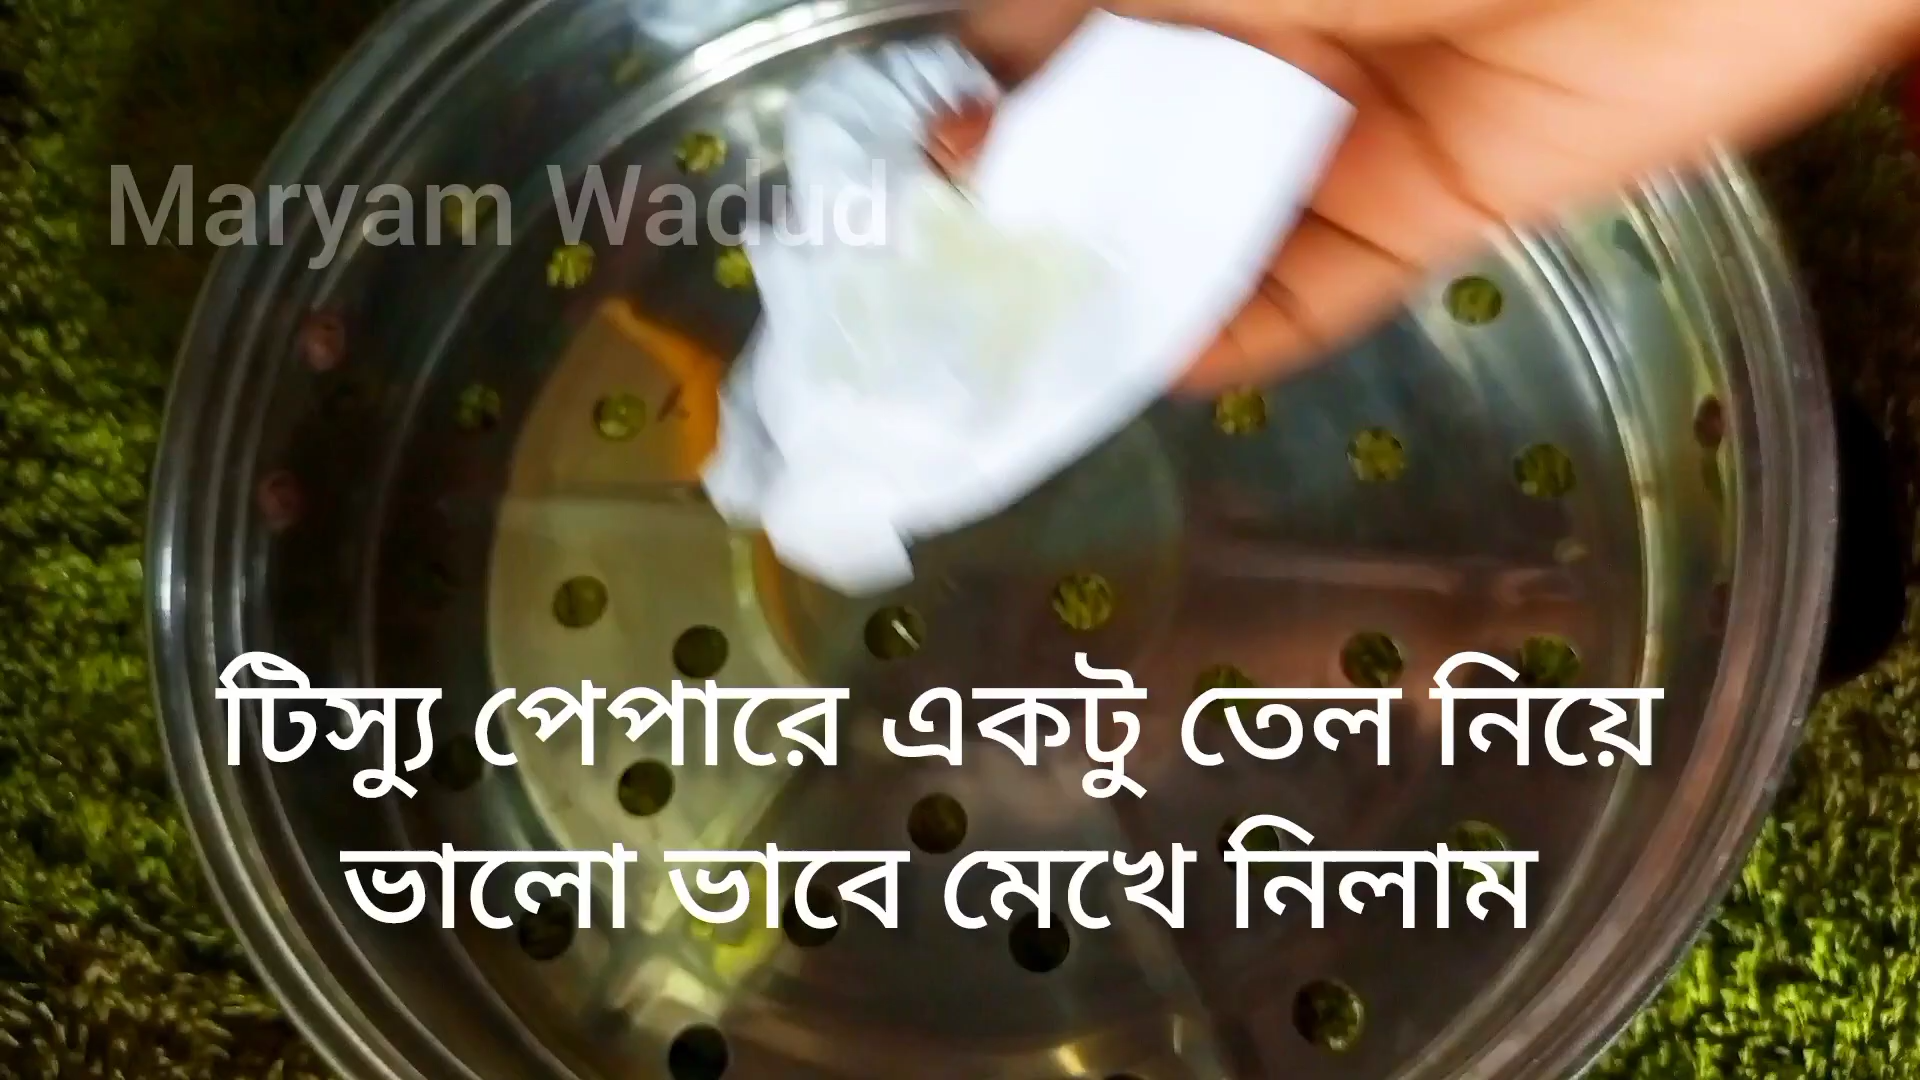 Maryam Wadud
টিস্যু পেপারে একটু তেল নিয়ে
ভালো ভাবে মেখে নিলাম